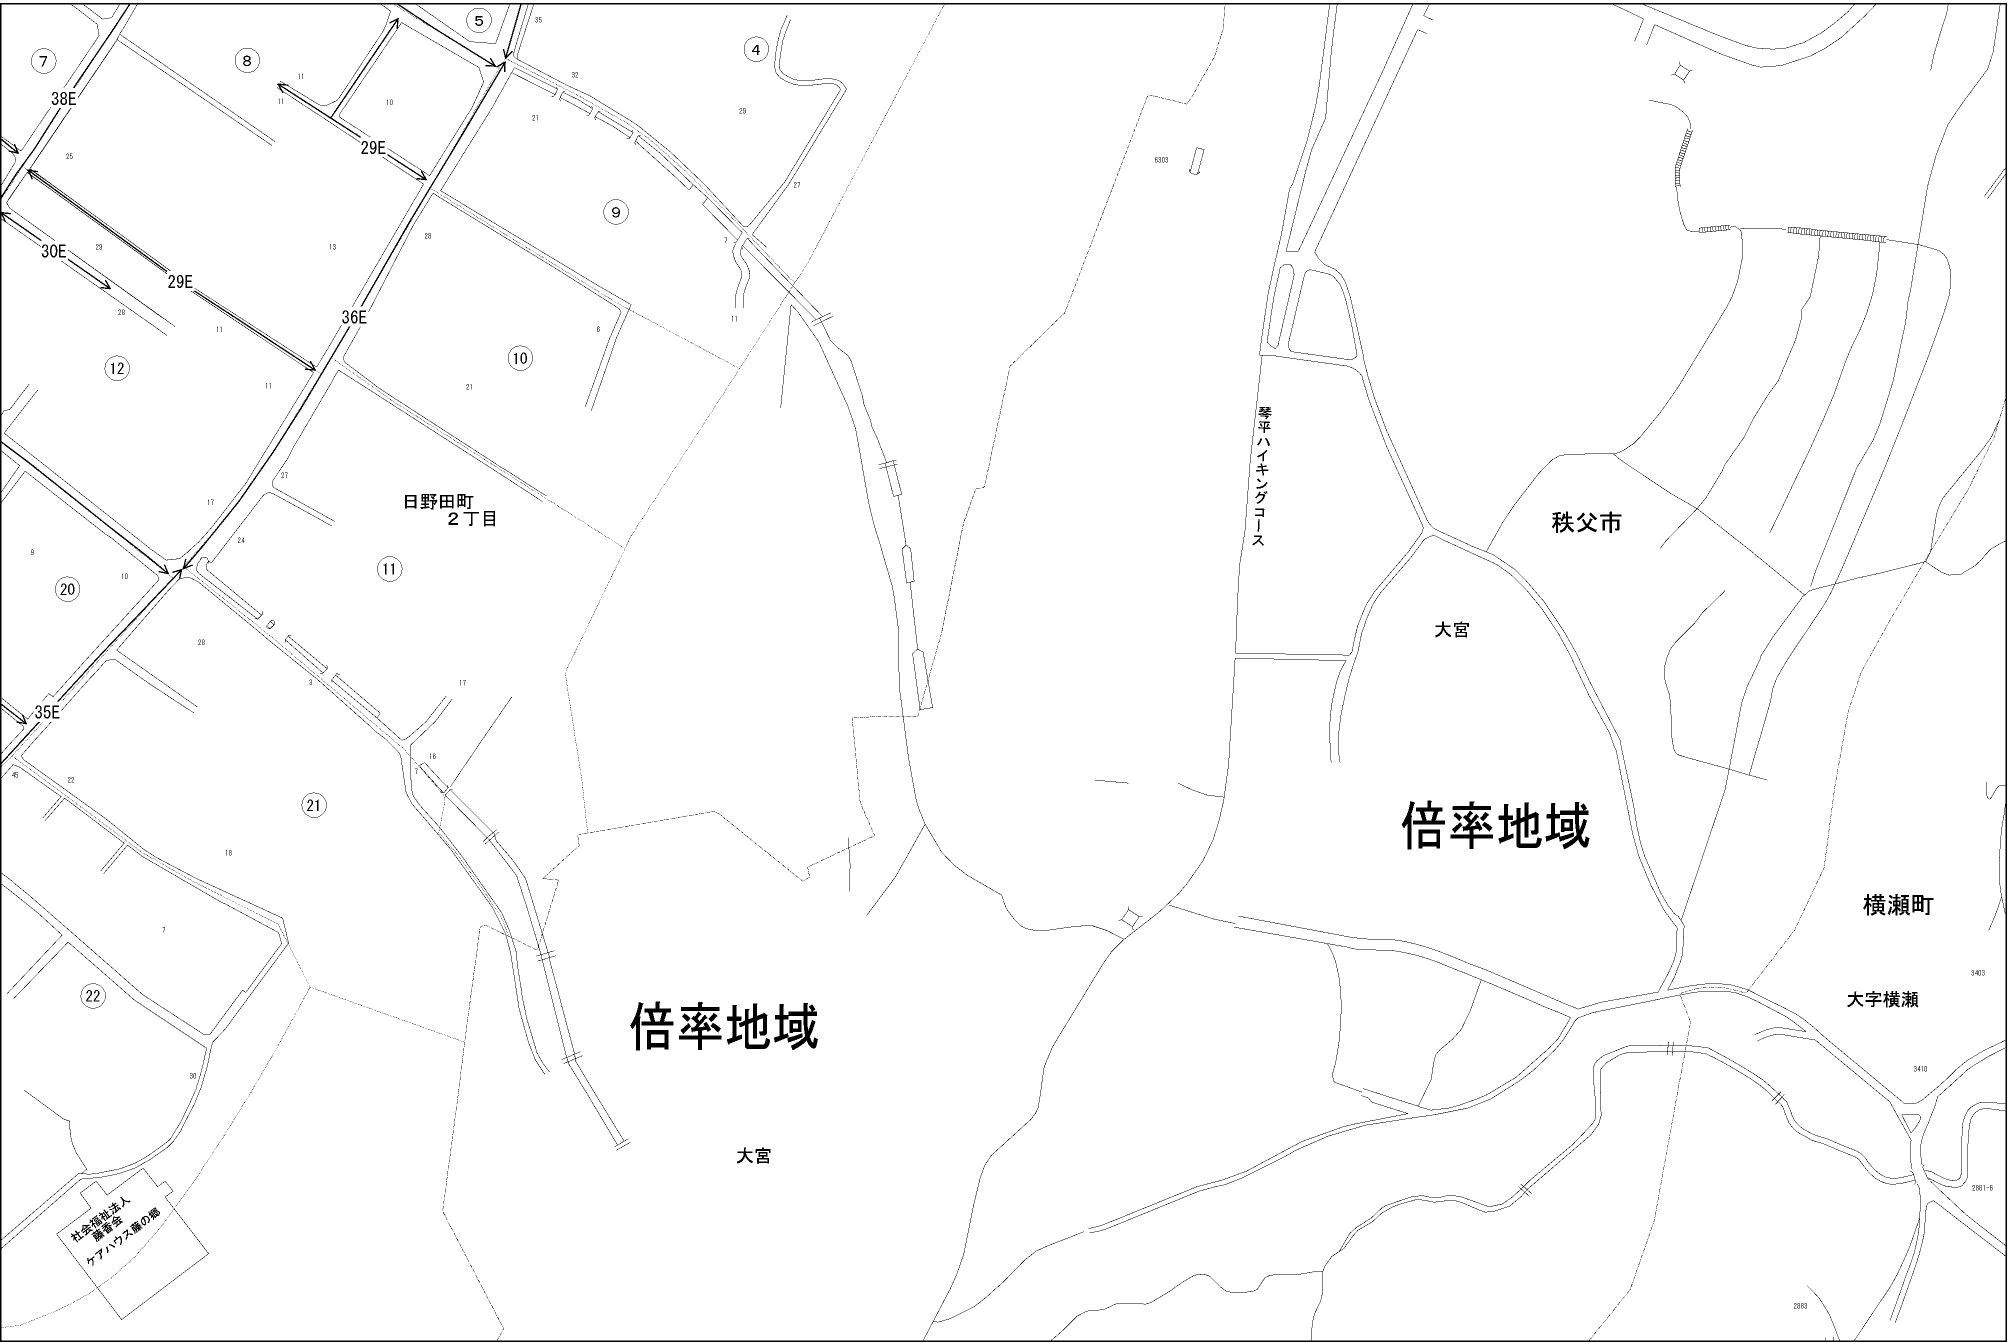 5
35
7
8
4
11
32
38E
11
10
29
21
29E
25
6303
27
9
28
7
13
30E
29
29E
28
11
11
36E
6
10
12
11
21
琴平ハイキングコース
27
17
日野田町
2丁目
秩父市
24
9
10
11
20
28
大宮
3
17
35E
16
7
45
22
21
倍率地域
18
横瀬町
7
3403
22
大字横瀬
倍率地域
3410
30
大宮
2861-6
社会福祉法人
藤香会
ケアハウス藤の郷
2883